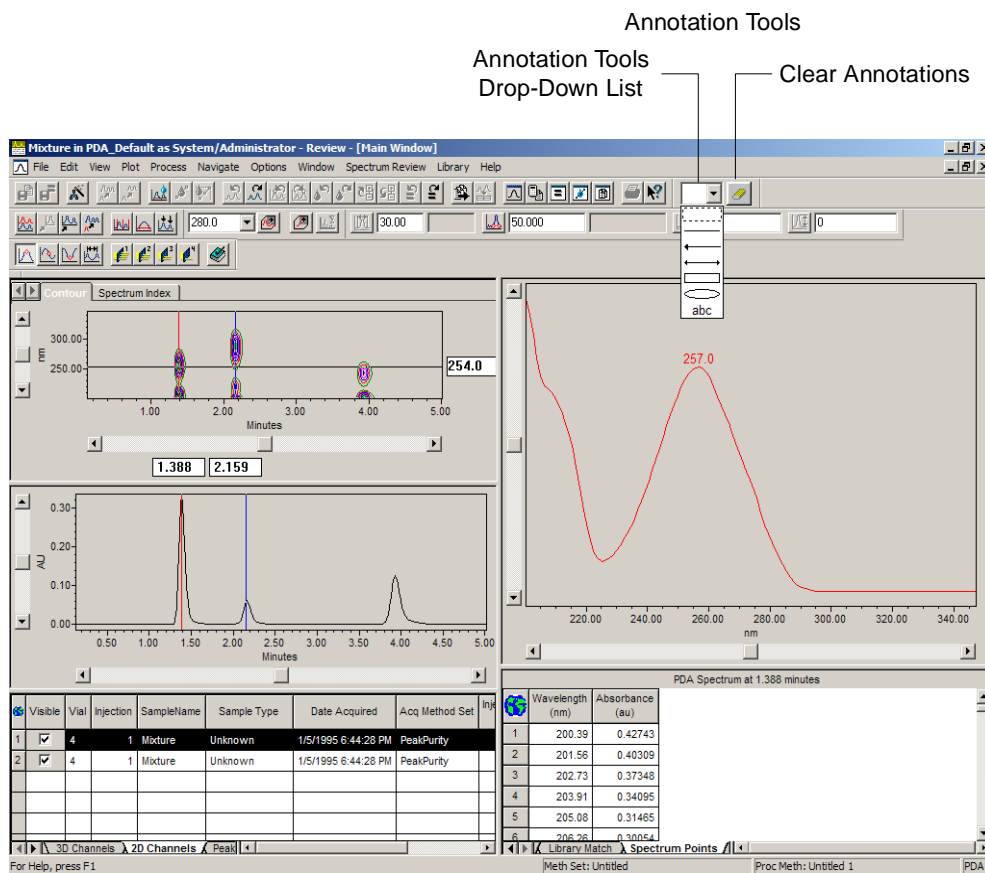 Annotation Tools
Annotation Tools
Drop-Down List
Clear Annotations
Mixture in PDA_Default as System/Administrator - Review - [Main Window]
File Edit View Plot Process Navigate Options Window Spectrum Review Library Help
280.0 30.00 50.000 0
abc
Contour Spectrum Index
300.00
250.00
nm
254.0
1.00 2.00 3.00 4.00 5.00
Minutes
1.388 2.159
0.30
0.20
0.10
0.00
AU
0.50 1.00 1.50 2.00 2.50 3.00 3.50 4.00 4.50 5.00
Minutes
257.0
220.00 240.00 260.00 280.00 300.00 320.00 340.00
nm
Visible Vial Injection SampleName Sample Type Date Acquired Acq Method Set Inje
1 4 1 Mixture Unknown 1/5/1995 6:44:28 PM PeakPurity
2 4 1 Mixture Unknown 1/5/1995 6:44:28 PM PeakPurity
3D Channels 2D Channels Peak
PDA Spectrum at 1.388 minutes
Wavelength (nm) Absorbance (au)
1 200.39 0.42743
2 201.56 0.40309
3 202.73 0.37348
4 203.91 0.34095
5 205.08 0.31465
6 206.26 0.30054
Library Match Spectrum Points
For Help, press F1 Meth Set: Untitled Proc Meth: Untitled 1 PDA